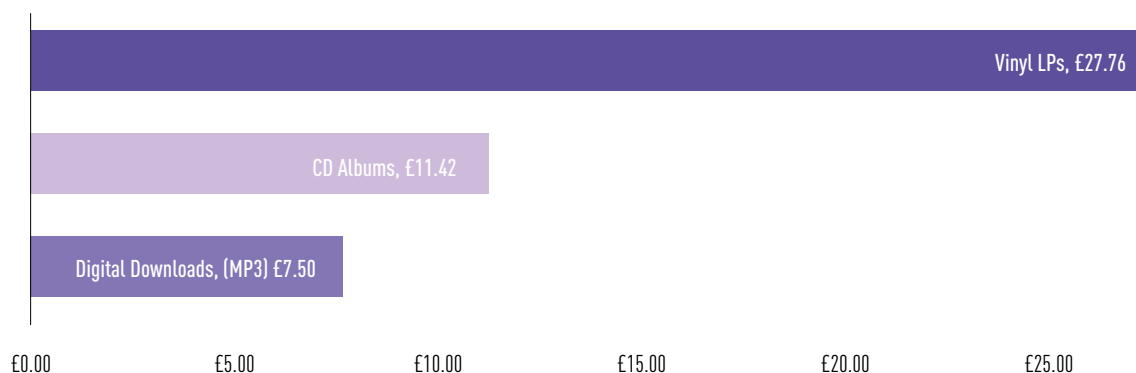 Vinyl LPs, £27.76
CD Albums, £11.42
Digital Downloads, (MP3) £7.50
£0.00 £5.00 £10.00 £15.00 £20.00 £25.00